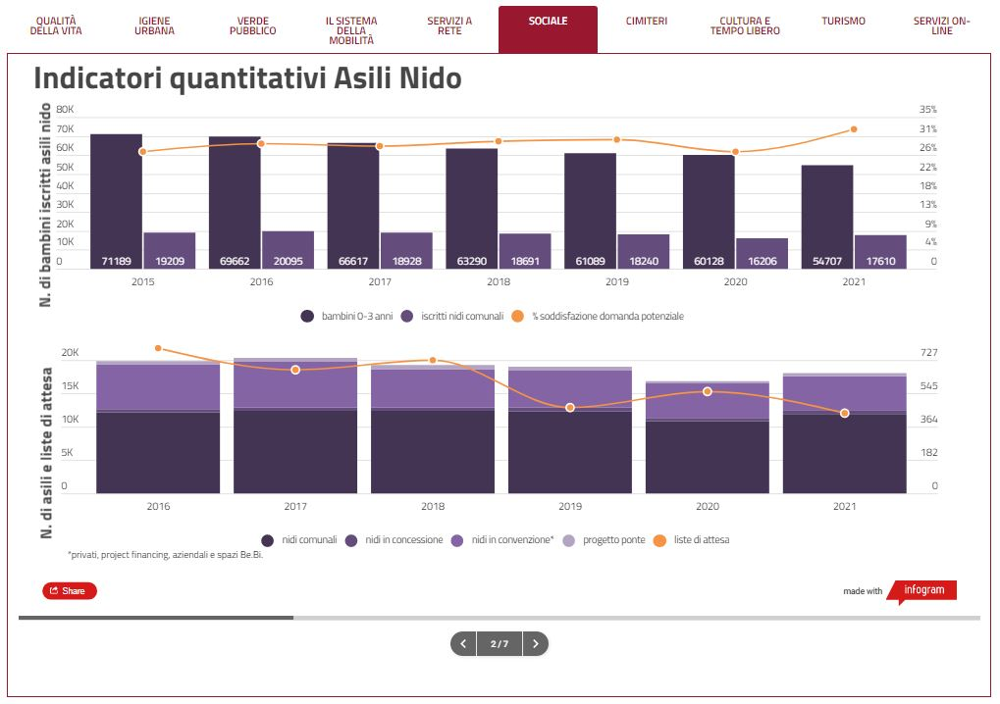 QUALITÀ
DELLA VITA
IGIENE
URBANA
VERDE
PUBBLICO
IL SISTEMA
DELLA
MOBILITÀ
SERVIZI A
RETE
SOCIALE
CIMITERI
CULTURA E
TEMPO LIBERO
TURISMO
SERVIZI ON-
LINE
Indicatori quantitativi Asili Nido
N. di bambini iscritti asili nido
80K
70K
60K
50K
40K
30K
20K
10K
0
35%
31%
26%
22%
18%
13%
9%
4%
0
71189 19209 69662 20095 66617 18928 63290 18691 61089 18240 60128 16206 54707 17610
2015 2016 2017 2018 2019 2020 2021
bambini 0-3 anni iscritti nidi comunali % soddisfazione domanda potenziale
N. di asili e liste di attesa
20K
15K
10K
5K
0
727
545
364
182
0
2016 2017 2018 2019 2020 2021
nidi comunali nidi in concessione nidi in convenzione* progetto ponte liste di attesa
*privati, project financing, aziendali e spazi Be.Bi.
Share
made with infogram
2 / 7